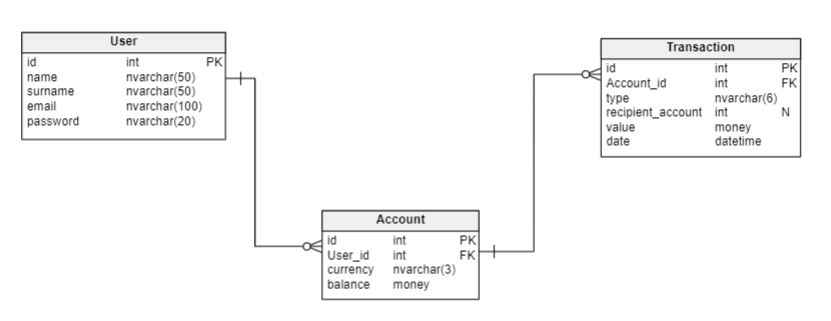 User
id int PK
name nvarchar(50)
surname nvarchar(50)
email nvarchar(100)
password nvarchar(20)
Transaction
id int PK
Account_id int FK
type nvarchar(6)
recipient_account int N
value money
date datetime
Account
id int PK
User_id int FK
currency nvarchar(3)
balance money